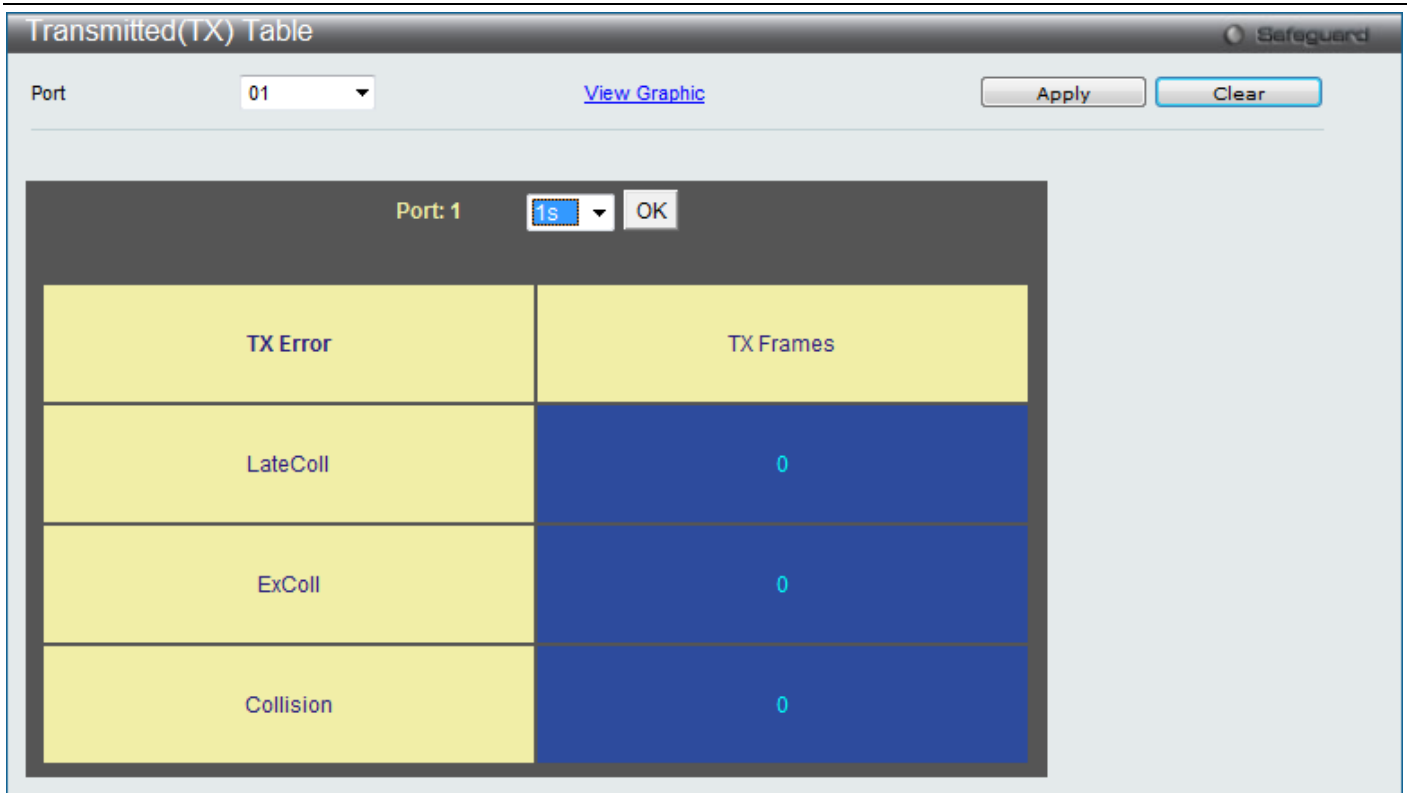 Transmitted(TX) Table
Safeguard
Port 01 View Graphic Apply Clear
Port: 1 1s OK
TX Error TX Frames
LateColl 0
ExColl 0
Collision 0